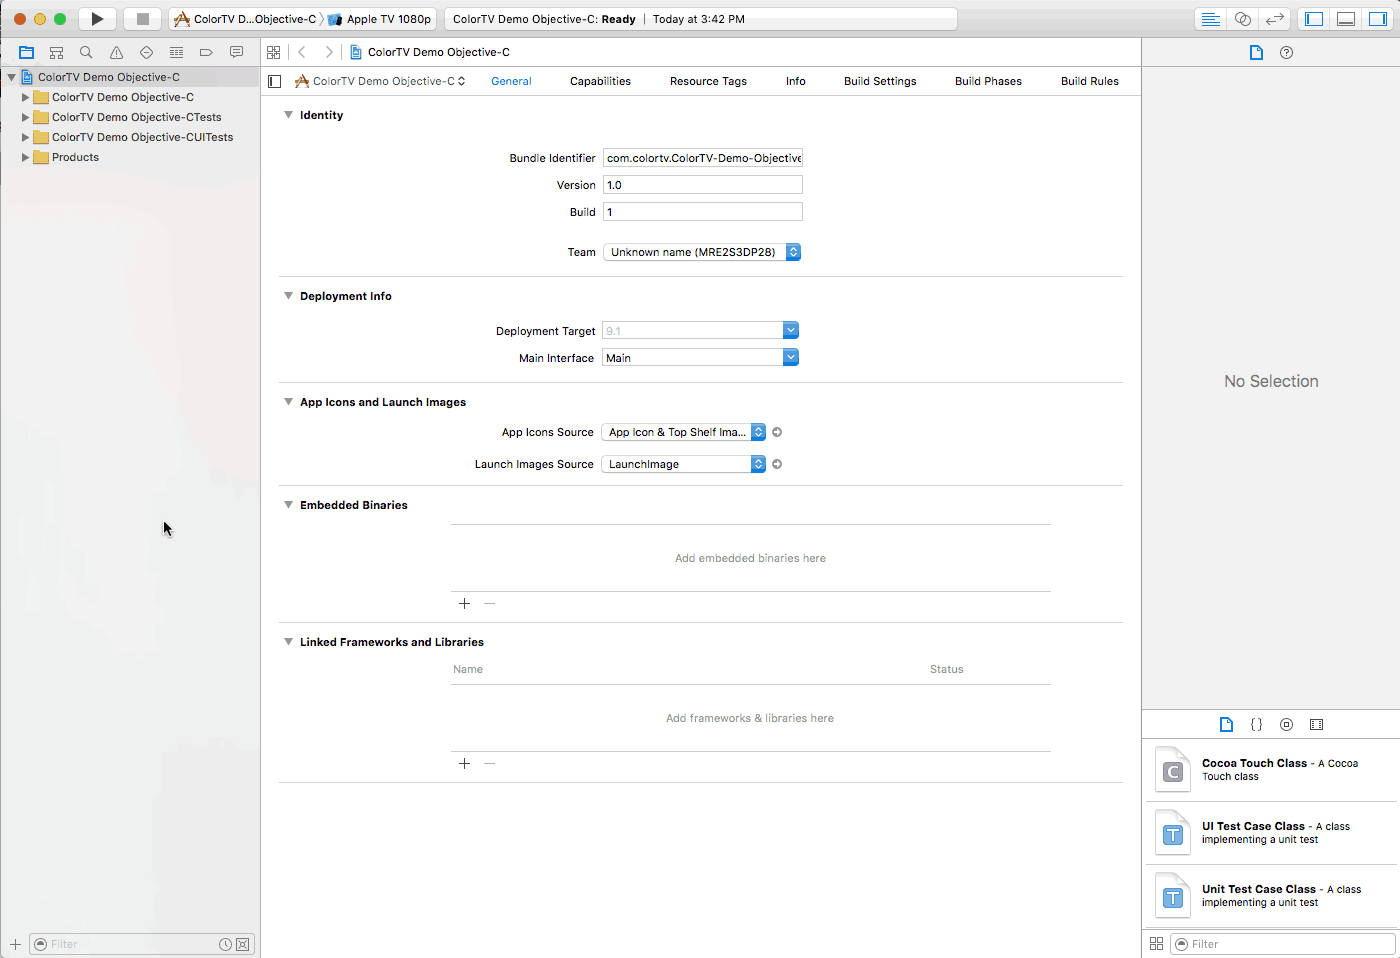 ColorTV D...Objective-C
Apple TV 1080p
ColorTV Demo Objective-C: Ready | Today at 3:42 PM
ColorTV Demo Objective-C
ColorTV Demo Objective-C
ColorTV Demo Objective-C
ColorTV Demo Objective-CTests
ColorTV Demo Objective-CUITests
Products
Filter
ColorTV Demo Objective-C
General
Capabilities
Resource Tags
Info
Build Settings
Build Phases
Build Rules
Identity
Bundle Identifier
com.colortv.ColorTV-Demo-Objective
Version
1.0
Build
1
Team
Unknown name (MRE2S3DP28)
Deployment Info
Deployment Target
9.1
Main Interface
Main
App Icons and Launch Images
App Icons Source
App Icon & Top Shelf Ima...
Launch Images Source
LaunchImage
Embedded Binaries
Add embedded binaries here
Linked Frameworks and Libraries
Name
Status
Add frameworks & libraries here
No Selection
{}
C
Cocoa Touch Class - A Cocoa
Touch class
T
UI Test Case Class - A class
implementing a unit test
T
Unit Test Case Class - A class
implementing a unit test
Filter